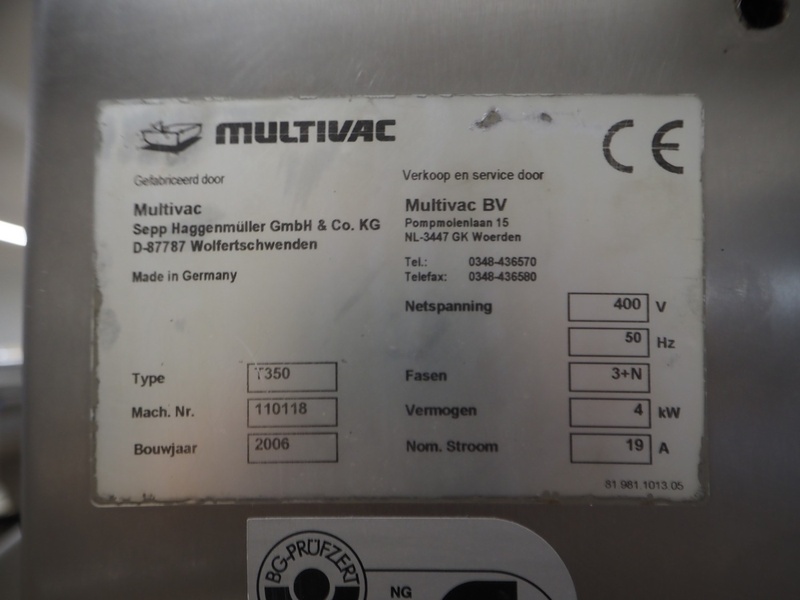 MULTIVAC
CE
Gefabriceerd door
Multivac
Sepp Haggenmüller GmbH & Co. KG
D-87787 Wolfertschwenden
Made in Germany
Verkoop en service door
Multivac BV
Pompmolenlaan 15
NL-3447 GK Woerden
Tel.: 0348-436570
Telefax: 0348-436580
Netspanning 400 V
50 Hz
Type T350
Fasen 3+N
Mach. Nr. 110118
Vermogen 4 kW
Bouwjaar 2006
Nom. Stroom 19 A
81.981.1013.05
BG-PRÜFZERT
NG